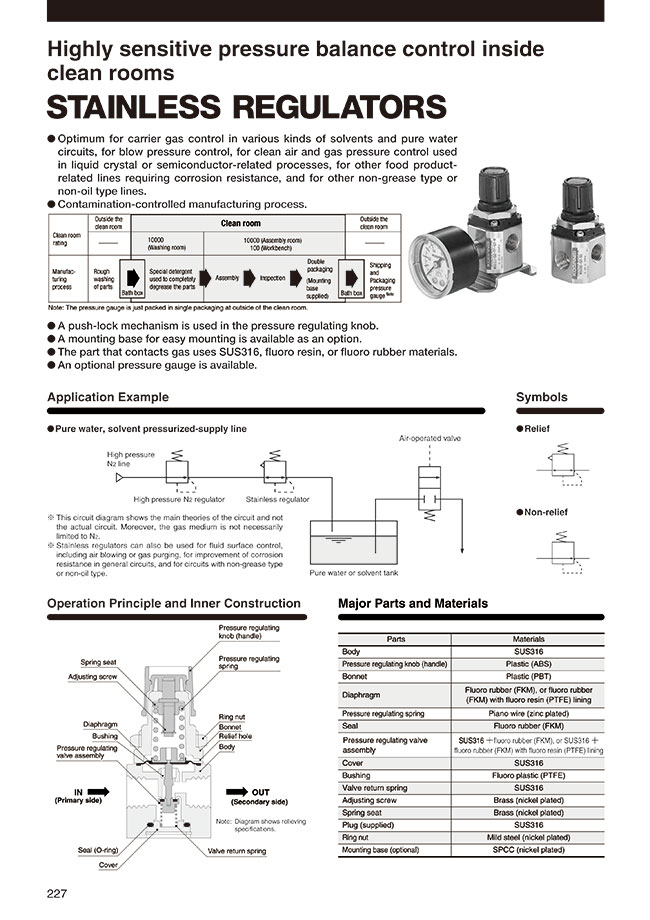 Highly sensitive pressure balance control inside
clean rooms
STAINLESS REGULATORS
● Optimum for carrier gas control in various kinds of solvents and pure water
circuits, for blow pressure control, for clean air and gas pressure control used
in liquid crystal or semiconductor-related processes, for other food product-
related lines requiring corrosion resistance, and for other non-grease type or
non-oil type lines.
● Contamination-controlled manufacturing process.
Clean room
rating
Outside the
clean room
Clean room
Outside the
clean room
10000
(Washing room)
10000 (Assembly room)
100 (Workbench)
Manufac-
turing
process
Rough
washing
of parts
Bath box
Special detergent
used to completely
degrease the parts
Assembly
Inspection
Double
packaging
(Mounting
base
supplied)
Bath box
Shipping
and
Packaging
pressure
gauge Note
Note: The pressure gauge is just packed in single packaging at outside of the clean room.
● A push-lock mechanism is used in the pressure regulating knob.
● A mounting base for easy mounting is available as an option.
● The part that contacts gas uses SUS316, fluoro resin, or fluoro rubber materials.
● An optional pressure gauge is available.
Application Example
● Pure water, solvent pressurized-supply line
High pressure
N2 line
High pressure N2 regulator
Stainless regulator
Air-operated valve
Pure water or solvent tank
※ This circuit diagram shows the main theories of the circuit and not
the actual circuit. Moreover, the gas medium is not necessarily
limited to N2.
※ Stainless regulators can also be used for fluid surface control,
including air blowing or gas purging, for improvement of corrosion
resistance in general circuits, and for circuits with non-grease type
or non-oil type.
Symbols
● Relief
● Non-relief
Operation Principle and Inner Construction
Pressure regulating
knob (handle)
Spring seat
Pressure regulating
spring
Adjusting screw
Diaphragm
Ring nut
Bonnet
Bushing
Relief hole
Pressure regulating
valve assembly
Body
IN
(Primary side)
OUT
(Secondary side)
Note: Diagram shows relieving
specifications.
Seal (O-ring)
Valve return spring
Cover
Major Parts and Materials
Parts Materials
Body SUS316
Pressure regulating knob (handle) Plastic (ABS)
Bonnet Plastic (PBT)
Diaphragm Fluoro rubber (FKM), or fluoro rubber
(FKM) with fluoro resin (PTFE) lining
Pressure regulating spring Piano wire (zinc plated)
Seal Fluoro rubber (FKM)
Pressure regulating valve
assembly
SUS316 ＋fluoro rubber (FKM), or SUS316 ＋
fluoro rubber (FKM) with fluoro resin (PTFE) lining
Cover SUS316
Bushing Fluoro plastic (PTFE)
Valve return spring SUS316
Adjusting screw Brass (nickel plated)
Spring seat Brass (nickel plated)
Plug (supplied) SUS316
Ring nut Mild steel (nickel plated)
Mounting base (optional) SPCC (nickel plated)
227